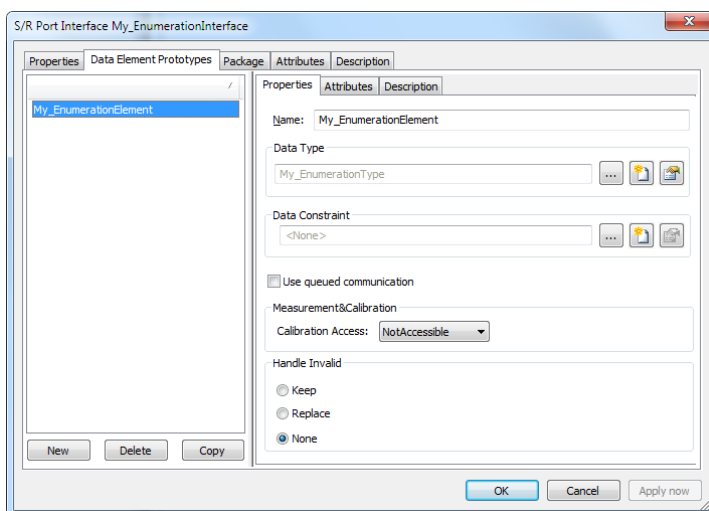 S/R Port Interface My_EnumerationInterface
Properties Data Element Prototypes Package Attributes Description
/
My_EnumerationElement
Properties Attributes Description
Name: My_EnumerationElement
Data Type
My_EnumerationType
...
Data Constraint
<None>
...
Use queued communication
Measurement&Calibration
Calibration Access: NotAccessible
Handle Invalid
Keep
Replace
None
New Delete Copy
OK Cancel Apply now